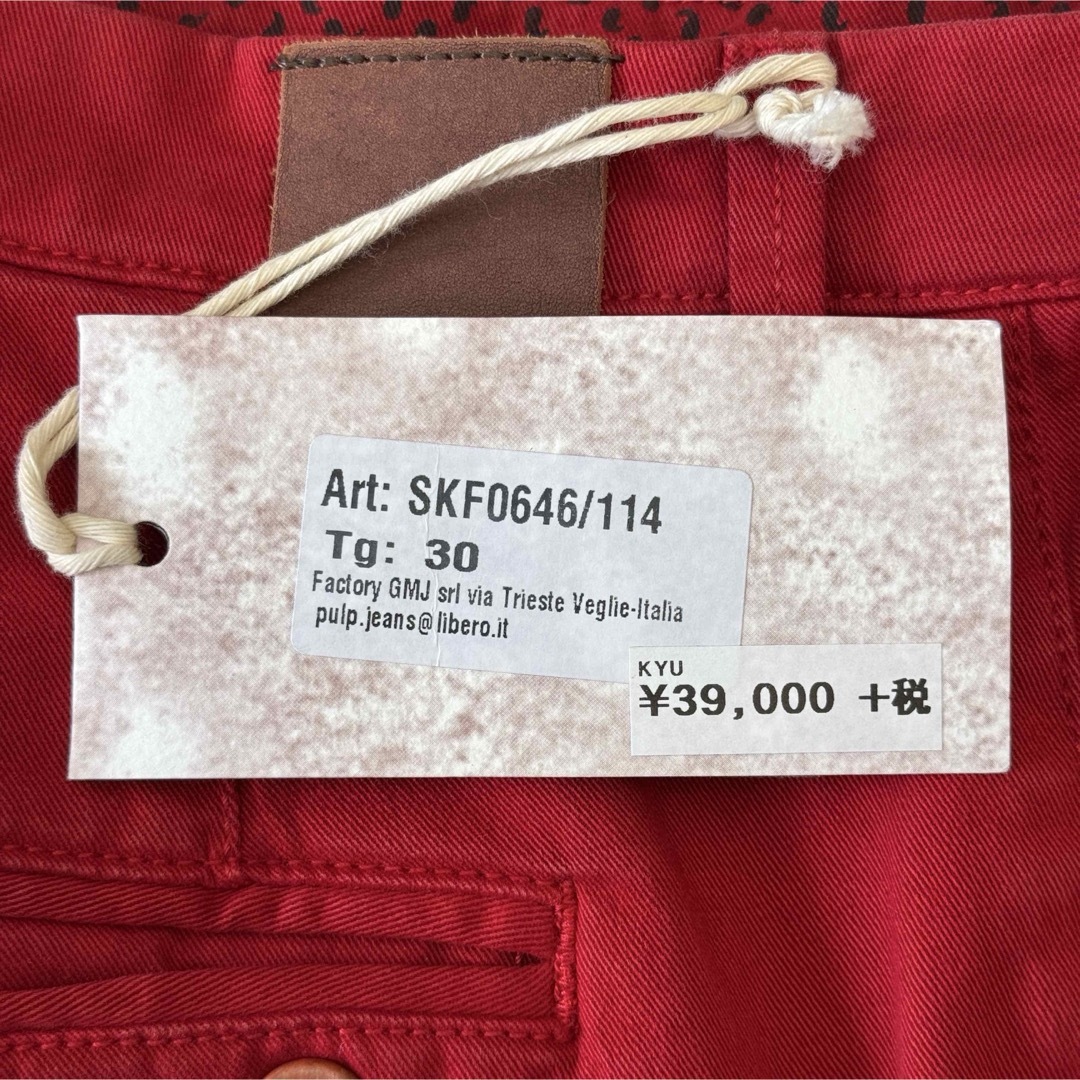 Art: SKF0646/114
Tg: 30
Factory GMJ srl via Trieste Veglie-Italia
pulp.jeans@libero.it
KYU
¥39,000 +税